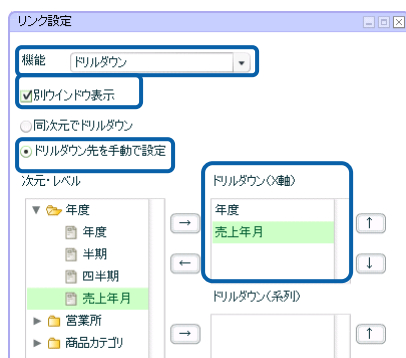 リンク設定
機能 ドリルダウン
別ウインドウ表示
同次元でドリルダウン
ドリルダウン先を手動で設定
次元・レベル ドリルダウン(X軸)
年度 年度
年度 売上年月
半期
四半期
売上年月 ドリルダウン(系列)
営業所
商品カテゴリ